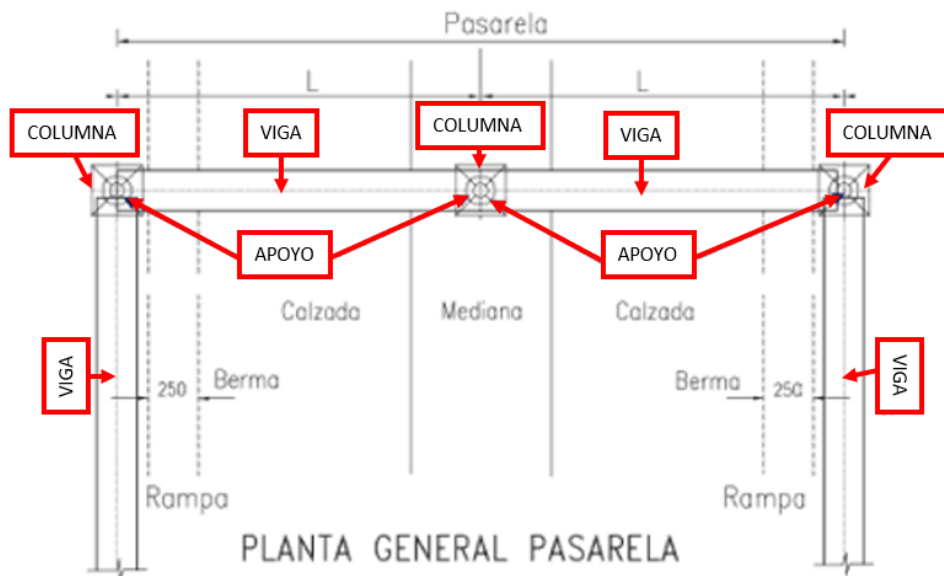 Pasarela
L
L
COLUMNA
VIGA
COLUMNA
VIGA
COLUMNA
APOYO
APOYO
Calzada
Mediana
Calzada
VIGA
250
Berma
Berma
250
VIGA
Rampa
Rampa
PLANTA GENERAL PASARELA